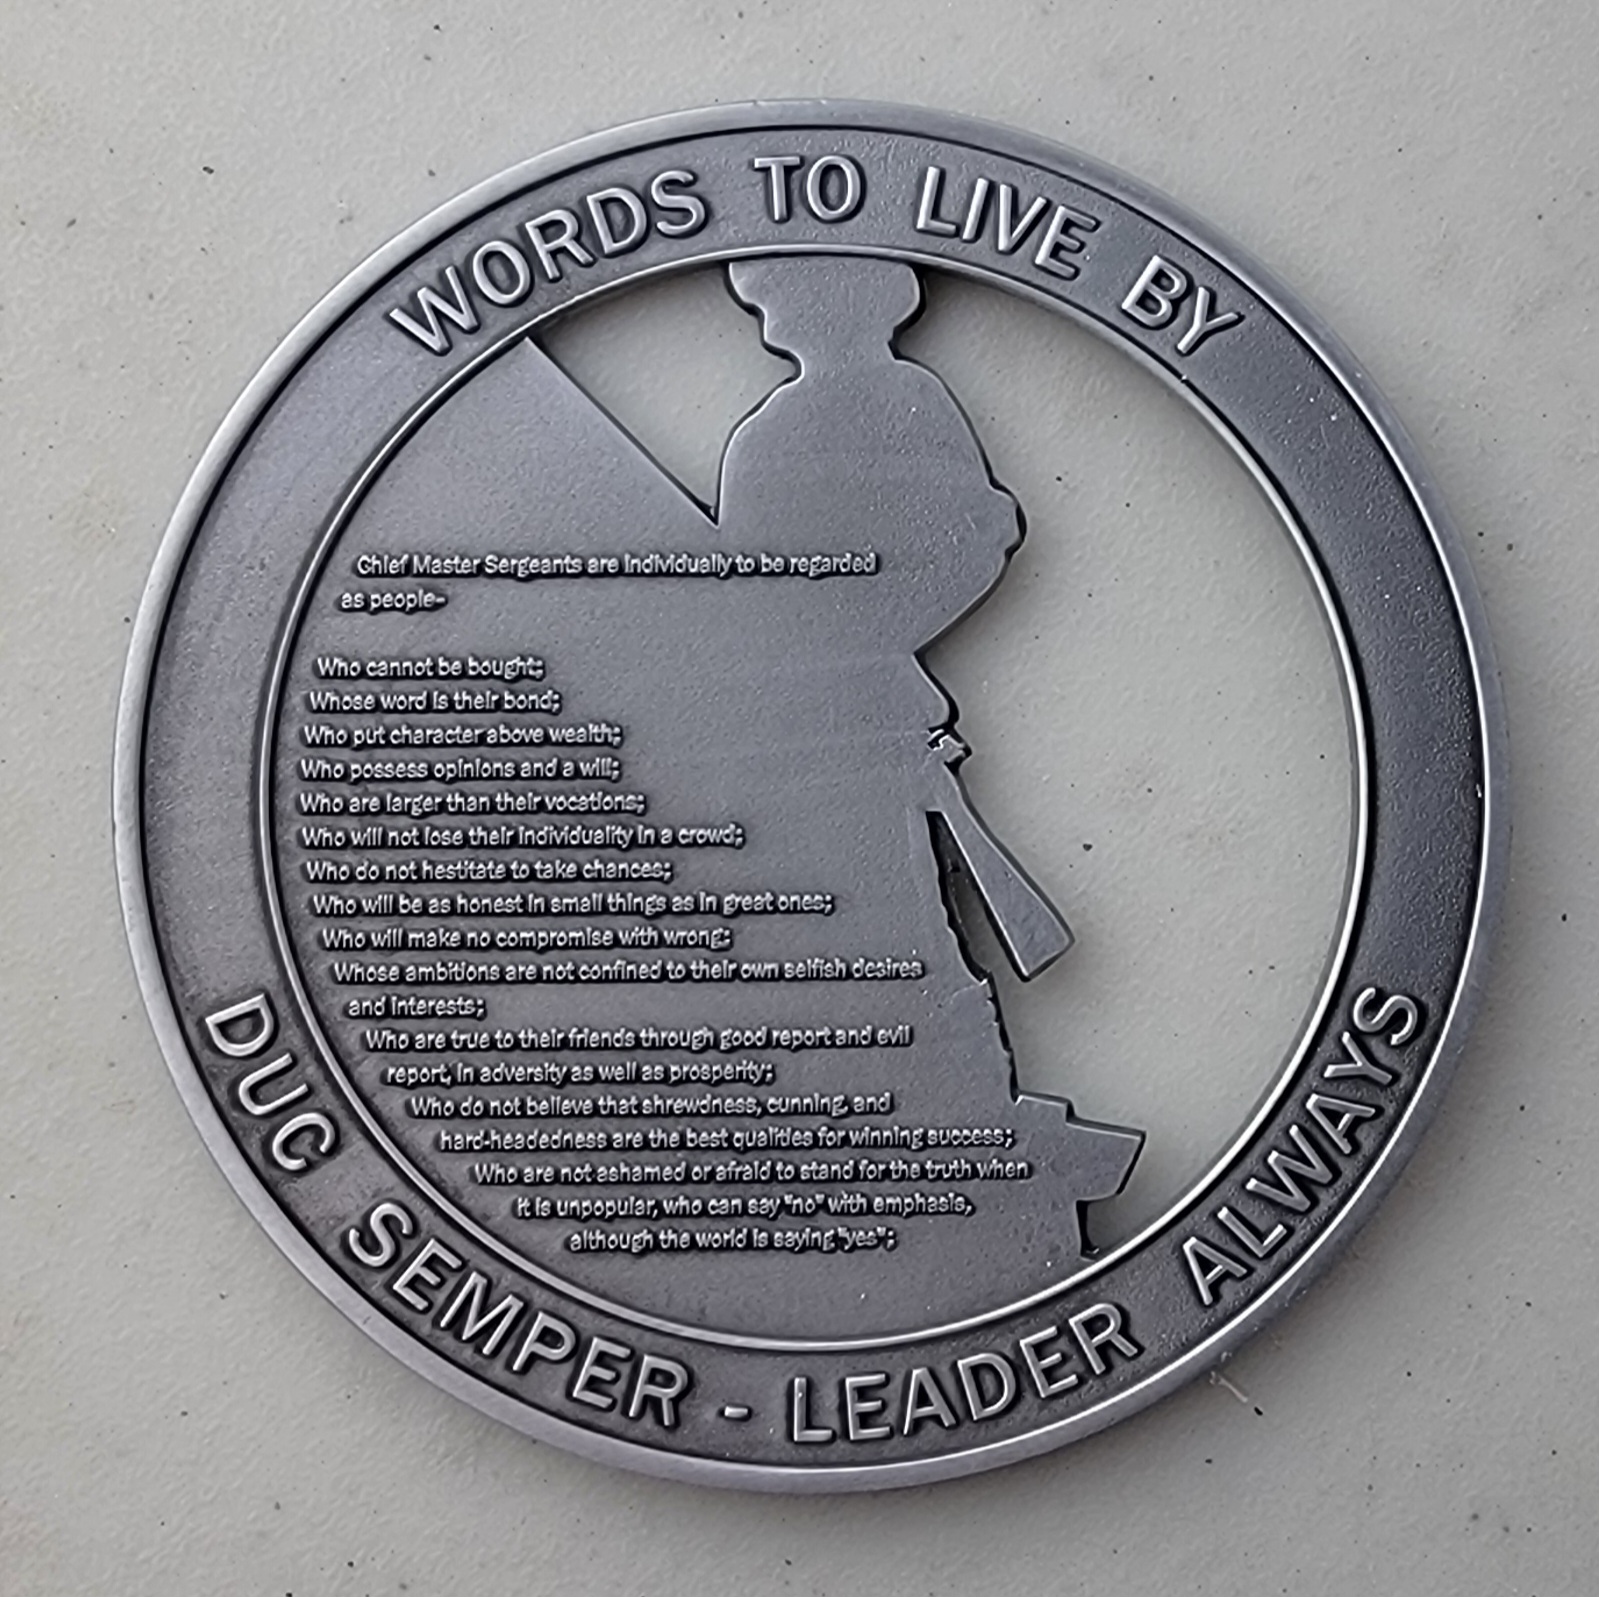 WORDS TO LIVE BY
Chief Master Sergeants are individually to be regarded
as people-
Who cannot be bought;
Whose word is their bond;
Who put character above wealth;
Who possess opinions and a will;
Who are larger than their vocations;
Who will not lose their individuality in a crowd;
Who do not hestitate to take chances;
Who will be as honest in small things as in great ones;
Who will make no compromise with wrong;
Whose ambitions are not confined to their own selfish desires
and interests;
Who are true to their friends through good report and evil
report, in adversity as well as prosperity;
Who do not believe that shrewdness, cunning, and
hard-headedness are the best qualities for winning success;
Who are not ashamed or afraid to stand for the truth when
it is unpopular, who can say "no" with emphasis,
although the world is saying "yes";
DUC SEMPER - LEADER ALWAYS